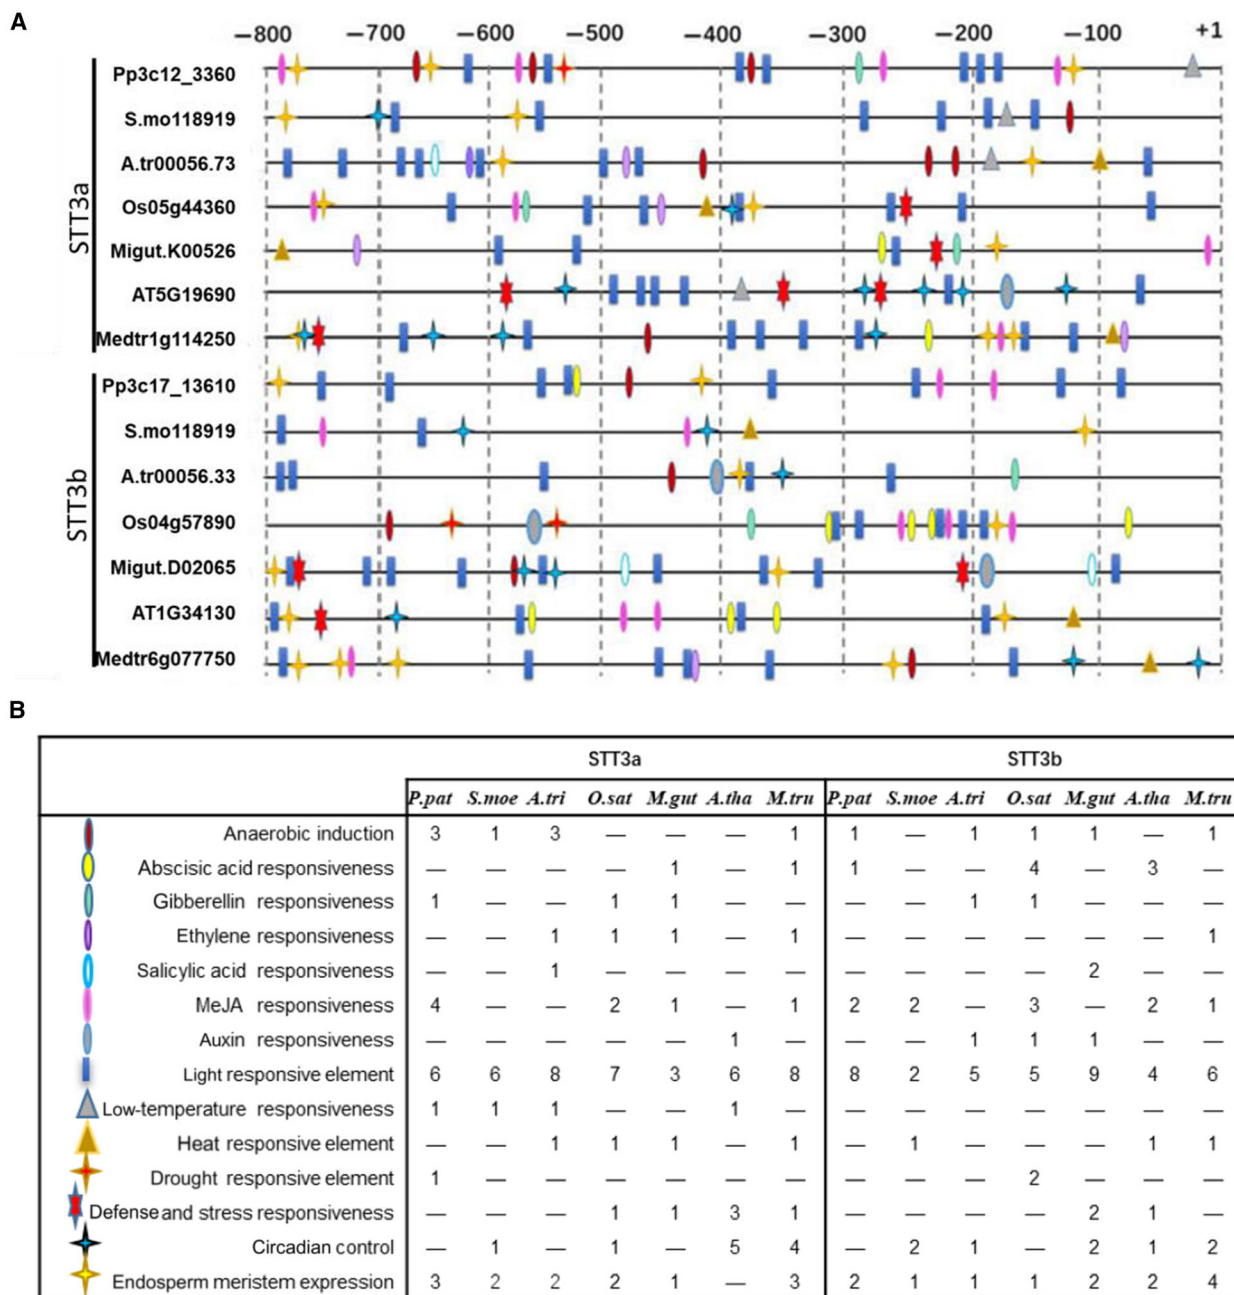 A
−800 −700 −600 −500 −400 −300 −200 −100 +1
STT3a
Pp3c12_3360
S.mo118919
A.tr00056.73
Os05g44360
Migut.K00526
AT5G19690
Medtr1g114250
STT3b
Pp3c17_13610
S.mo118919
A.tr00056.33
Os04g57890
Migut.D02065
AT1G34130
Medtr6g077750
B
STT3a STT3b
P.pat S.moe A.tri O.sat M.gut A.tha M.tru P.pat S.moe A.tri O.sat M.gut A.tha M.tru
Anaerobic induction 3 1 3 — — — 1 1 — 1 1 1 — 1
Abscisic acid responsiveness — — — — 1 — 1 1 — — 4 — 3 —
Gibberellin responsiveness 1 — — 1 1 — — — — 1 1 — — —
Ethylene responsiveness — — 1 1 1 — 1 — — — — — — 1
Salicylic acid responsiveness — — 1 — — — — — — — — 2 — —
MeJA responsiveness 4 — — 2 1 — 1 2 2 — 3 — 2 1
Auxin responsiveness — — — — — 1 — — — 1 1 1 — —
Light responsive element 6 6 8 7 3 6 8 8 2 5 5 9 4 6
Low-temperature responsiveness 1 1 1 — — 1 — — — — — — — —
Heat responsive element — — 1 1 1 — 1 — 1 — — — 1 1
Drought responsive element 1 — — — — — — — — — 2 — — —
Defense and stress responsiveness — — — 1 1 3 1 — — — — 2 1 —
Circadian control — 1 — 1 — 5 4 — 2 1 — 2 1 2
Endosperm meristem expression 3 2 2 2 1 — 3 2 1 1 1 2 2 4